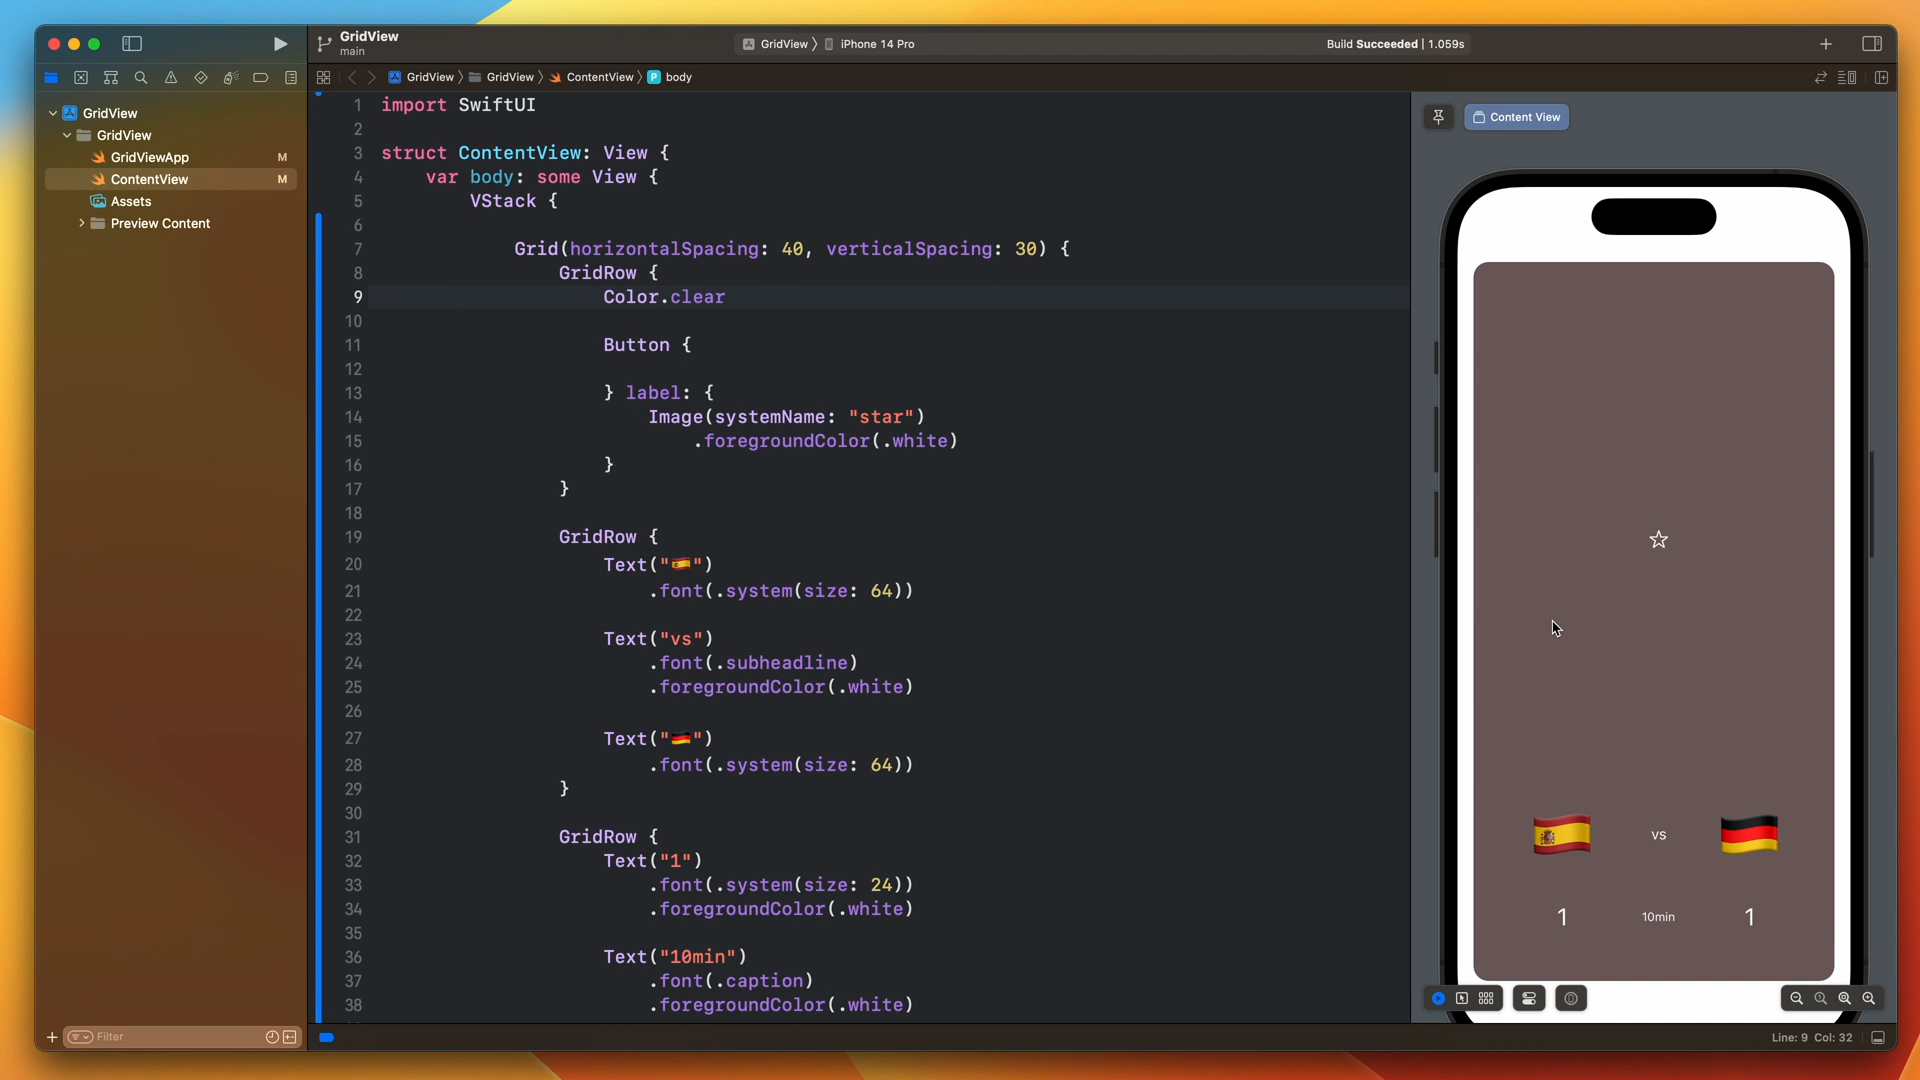 GridView
main
GridView
iPhone 14 Pro
Build Succeeded | 1.059s
GridView
GridView
ContentView
P
body
GridView
GridView
GridViewApp
M
ContentView
M
Assets
Preview Content
1 import SwiftUI
2
3 struct ContentView: View {
4 var body: some View {
5 VStack {
6
7 Grid(horizontalSpacing: 40, verticalSpacing: 30) {
8 GridRow {
9 Color.clear
10
11 Button {
12
13 } label: {
14 Image(systemName: "star")
15 .foregroundColor(.white)
16 }
17 }
18
19 GridRow {
20 Text("🇪🇸")
21 .font(.system(size: 64))
22
23 Text("vs")
24 .font(.subheadline)
25 .foregroundColor(.white)
26
27 Text("🇩🇪")
28 .font(.system(size: 64))
29 }
30
31 GridRow {
32 Text("1")
33 .font(.system(size: 24))
34 .foregroundColor(.white)
35
36 Text("10min")
37 .font(.caption)
38 .foregroundColor(.white)
Content View
vs
1 10min 1
Filter
Line: 9 Col: 32